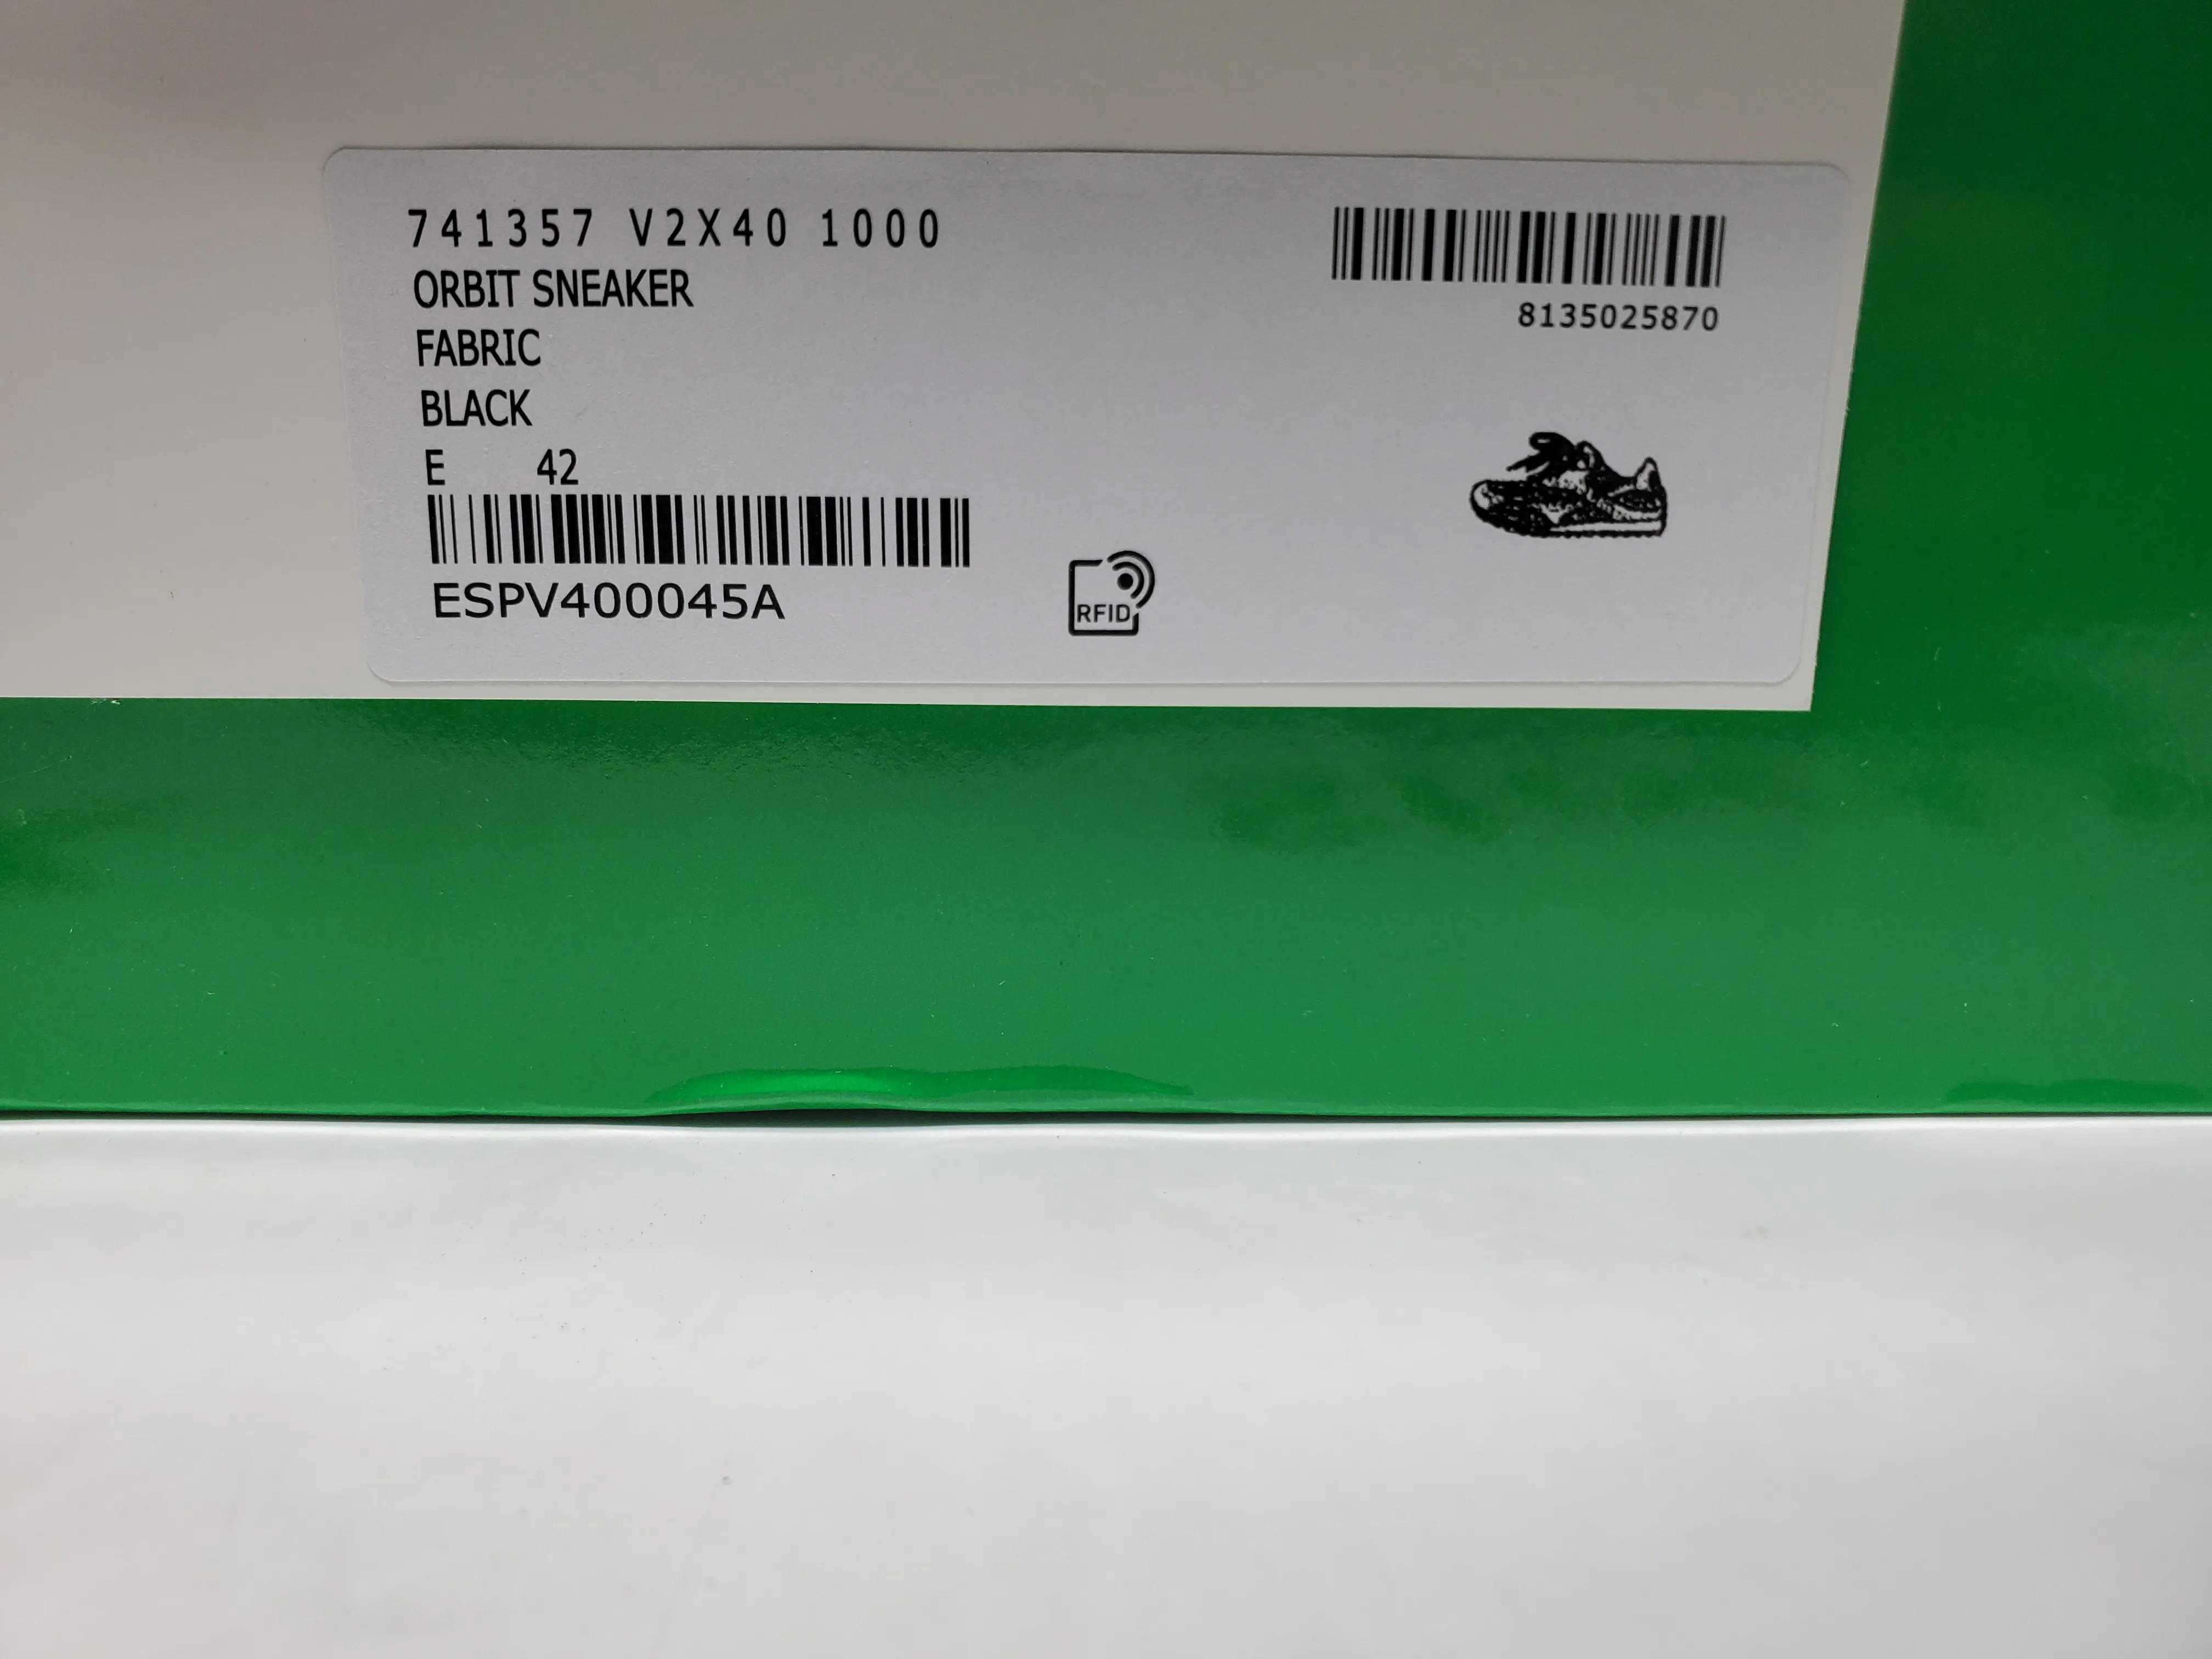 741357 V2X40 1000
ORBIT SNEAKER
FABRIC
BLACK
E 42
ESPV400045A
8135025870
RFID